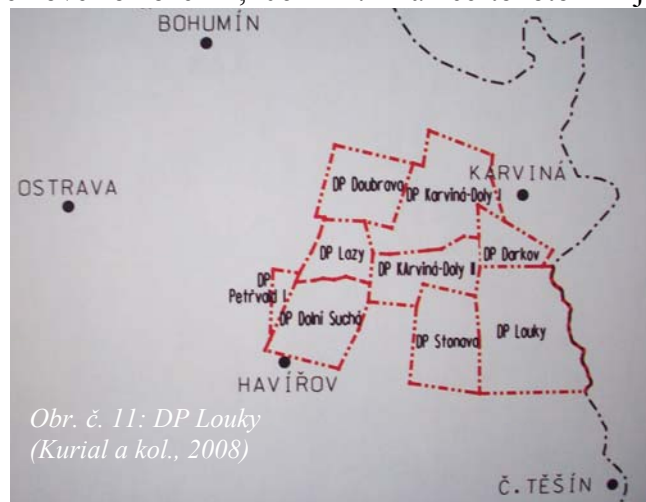 BOHUMÍN
OSTRAVA
KARVINÁ
DP Doubrava
DP Karviná-Doly I
DP Lazy
DP KArviná-Doly II
DP Darkov
DP
Petřvald I.
DP Dolní Suchá
DP Stonava
DP Louky
HAVÍŘOV
Obr. č. 11: DP Louky
(Kurial a kol., 2008)
Č. TĚŠÍN